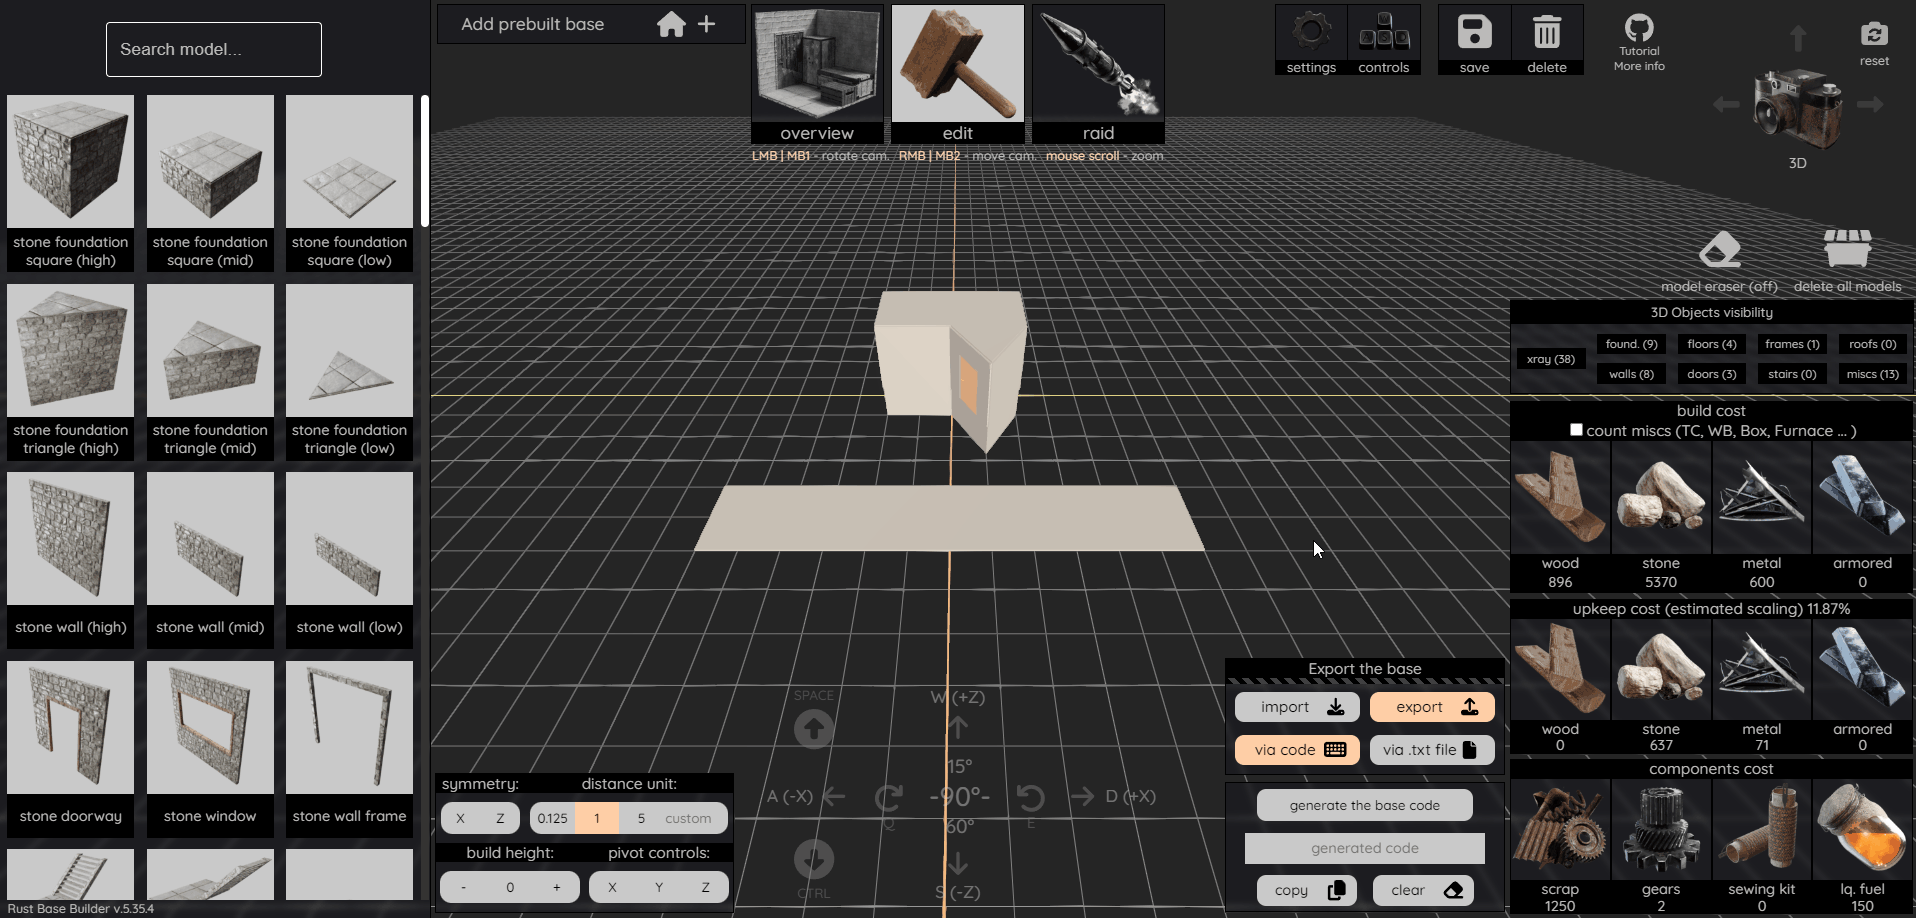 Search model...
stone foundation
square (high)
stone foundation
square (mid)
stone foundation
square (low)
stone foundation
triangle (high)
stone foundation
triangle (mid)
stone foundation
triangle (low)
stone wall (high)
stone wall (mid)
stone wall (low)
stone doorway
stone window
stone wall frame
Rust Base Builder v.5.35.4
Add prebuilt base
overview
edit
raid
LMB | MB1 - rotate cam. RMB | MB2 - move cam. mouse scroll - zoom
settings
controls
save
delete
Tutorial
More info
reset
3D
model eraser (off)
delete all models
3D Objects visibility
xray (38)
found. (9)
floors (4)
frames (1)
roofs (0)
walls (8)
doors (3)
stairs (0)
miscs (13)
build cost
count miscs (TC, WB, Box, Furnace ... )
wood
896
stone
5370
metal
600
armored
0
upkeep cost (estimated scaling) 11.87%
wood
0
stone
637
metal
71
armored
0
components cost
scrap
1250
gears
2
sewing kit
0
lq. fuel
150
Export the base
import
export
via code
via .txt file
generate the base code
generated code
copy
clear
SPACE
W (+Z)
15°
A (-X)
-90°-
D (+X)
Q
60°
E
CTRL
S (-Z)
symmetry:
X Z
distance unit:
0.125 1 5 custom
build height:
- 0 +
pivot controls:
X Y Z